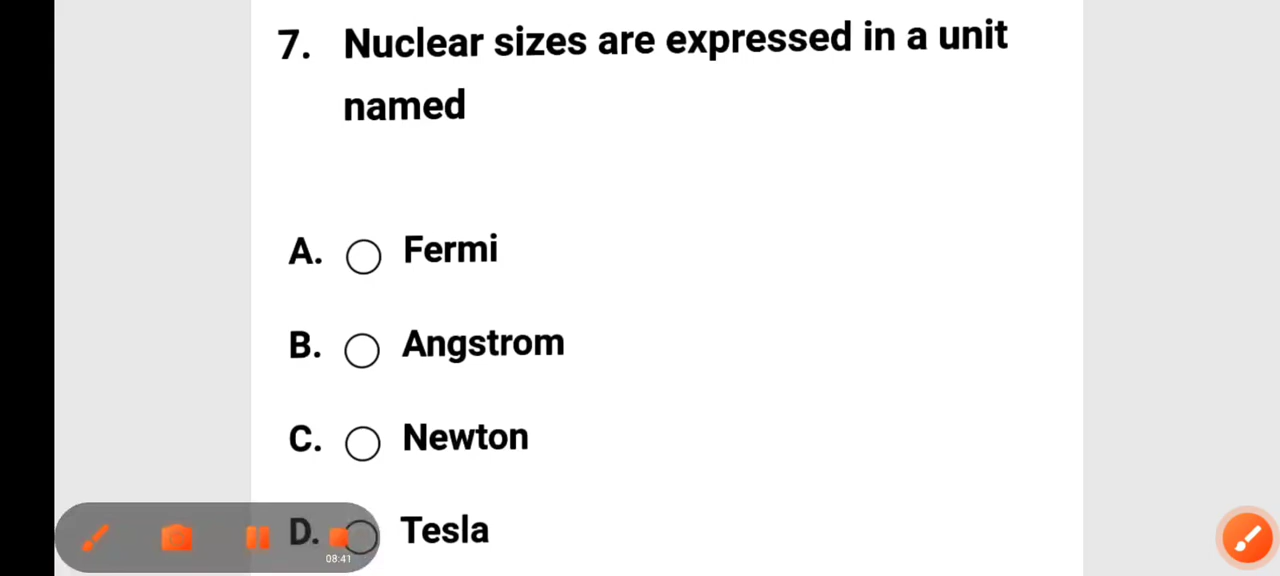 7. Nuclear sizes are expressed in a unit
named
A. Fermi
B. Angstrom
C. Newton
D. Tesla
08:41